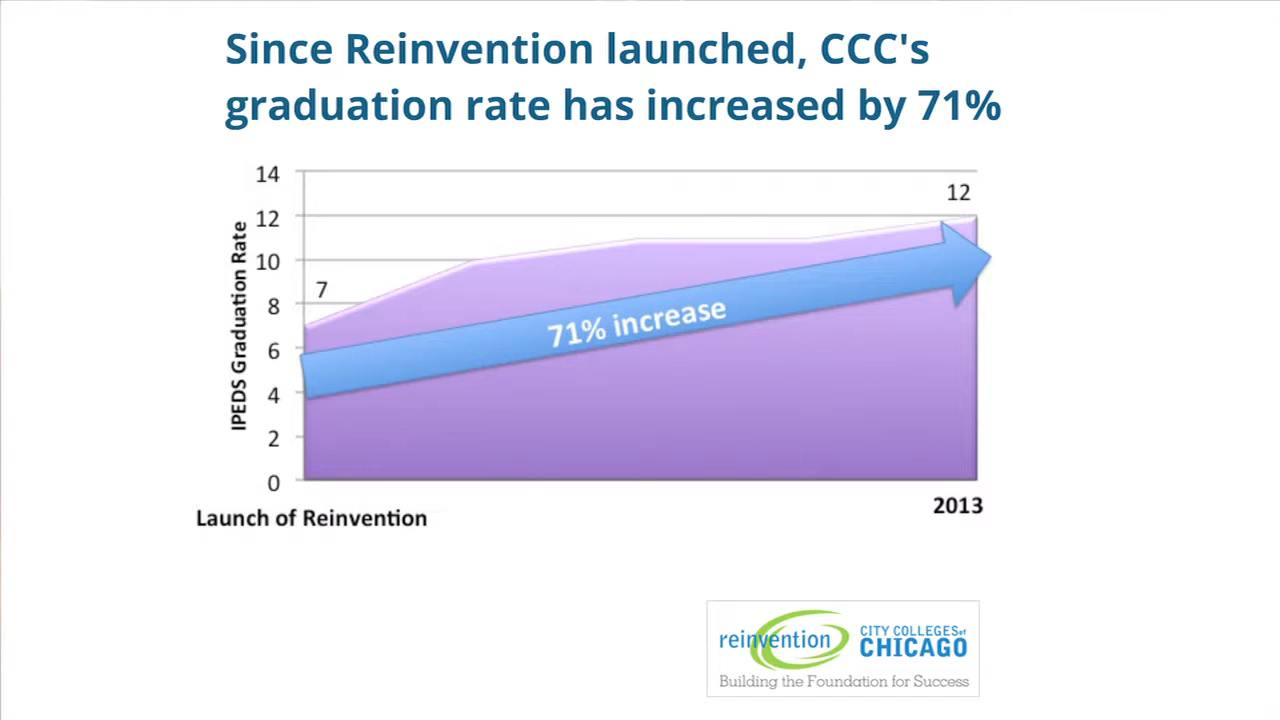 Since Reinvention launched, CCC's
graduation rate has increased by 71%
14
12
10
8
6
4
2
0
IPEDS Graduation Rate
7
12
71% increase
Launch of Reinvention
2013
reinvention
CITY COLLEGES of
CHICAGO
Building the Foundation for Success